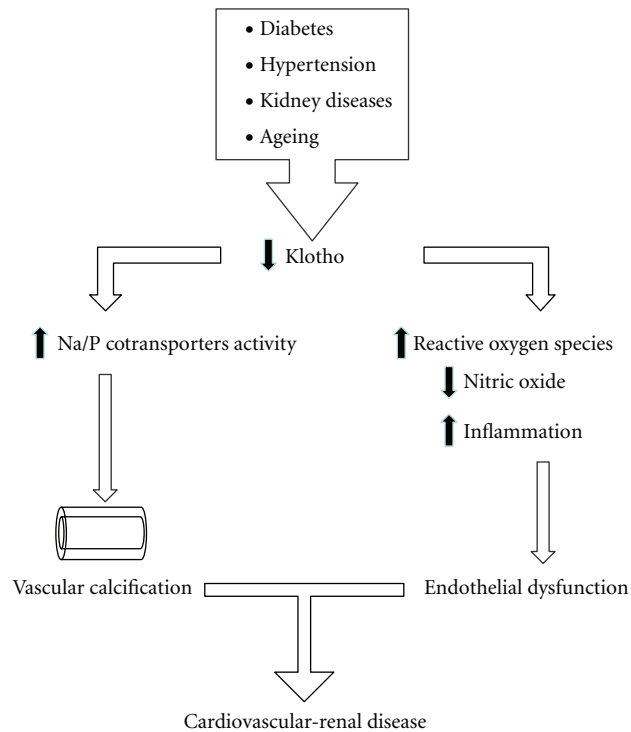 • Diabetes
• Hypertension
• Kidney diseases
• Ageing
Klotho
Na/P cotransporters activity
Reactive oxygen species
Nitric oxide
Inflammation
Vascular calcification
Endothelial dysfunction
Cardiovascular-renal disease